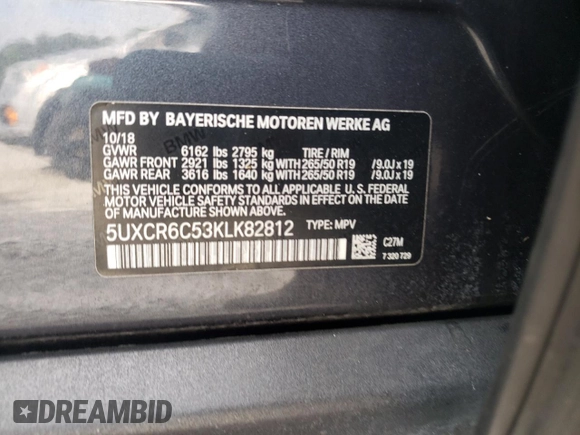 MFD BY BAYERISCHE MOTOREN WERKE AG
10/18
GVWR 6162 lbs 2795 kg TIRE / RIM
GAWR FRONT 2921 lbs 1325 kg WITH 265/50 R19 /9.0J x 19
GAWR REAR 3616 lbs 1640 kg WITH 265/50 R19 /9.0J x 19
THIS VEHICLE CONFORMS TO ALL APPLICABLE U. S. FEDERAL
MOTOR VEHICLE SAFETY STANDARDS IN EFFECT ON THE
DATE OF MANUFACTURE SHOWN ABOVE.
5UXCR6C53KLK82812 TYPE: MPV
C27M
7 320 729
DREAMBID